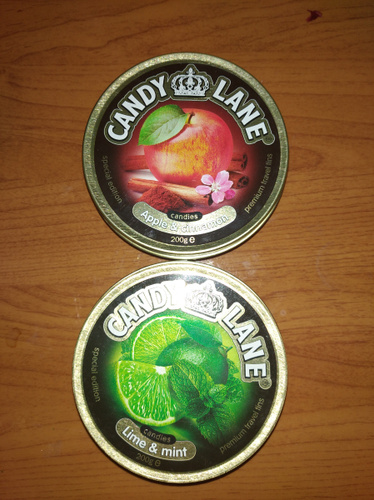 CANDY LANE®
special edition
premium travel tins
candies
Apple & cinnamon
200g ℮
CANDY LANE®
special edition
premium travel tins
candies
Lime & mint
200g ℮